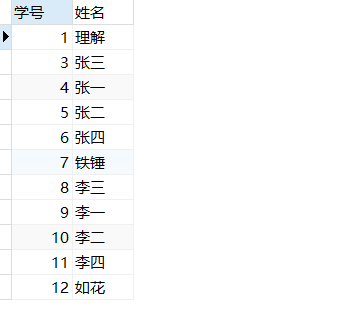 学号 姓名
1 理解
3 张三
4 张一
5 张二
6 张四
7 铁锤
8 李三
9 李一
10 李二
11 李四
12 如花